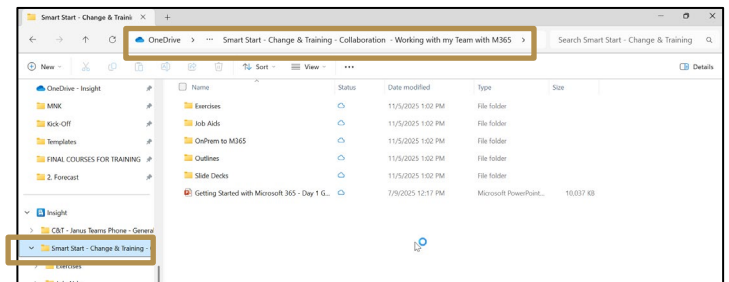 Smart Start - Change & Traini
OneDrive > ... Smart Start - Change & Training - Collaboration - Working with my Team with M365 >
Search Smart Start - Change & Training
New
Sort
View
...
Details
OneDrive - Insight
MNK
Kick-Off
Templates
FINAL COURSES FOR TRAINING
2. Forecast
Insight
C&T - Janus Teams Phone - General
Smart Start - Change & Training -
Exercises
Name Status Date modified Type Size
Exercises 11/5/2025 1:02 PM File folder
Job Aids 11/5/2025 1:02 PM File folder
OnPrem to M365 11/5/2025 1:02 PM File folder
Outlines 11/5/2025 1:02 PM File folder
Slide Decks 11/5/2025 1:02 PM File folder
Getting Started with Microsoft 365 - Day 1 G... 7/9/2025 12:17 PM Microsoft PowerPoint... 10,037 KB